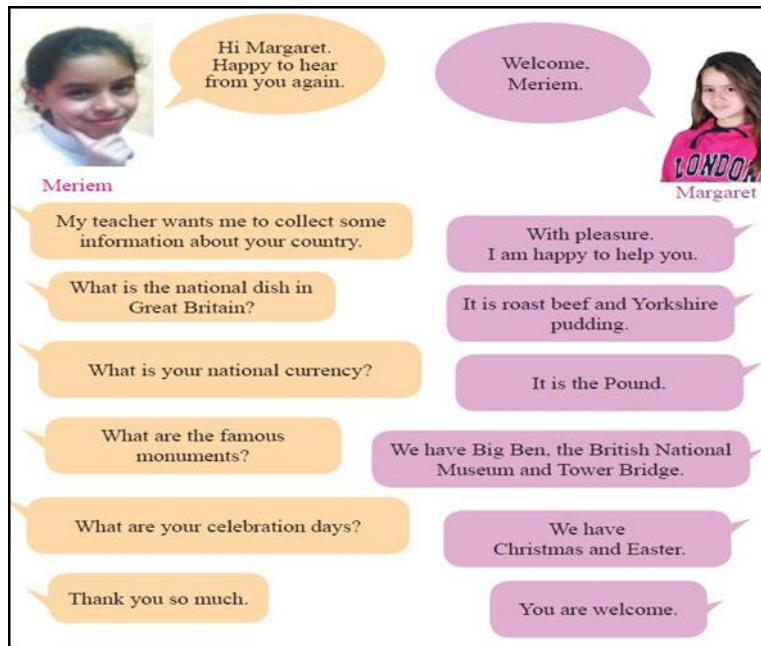 Hi Margaret.
Happy to hear
from you again.
Welcome,
Meriem.
LONDON
Meriem
Margaret
My teacher wants me to collect some
information about your country.
With pleasure.
I am happy to help you.
What is the national dish in
Great Britain?
It is roast beef and Yorkshire
pudding.
What is your national currency?
It is the Pound.
What are the famous
monuments?
We have Big Ben, the British National
Museum and Tower Bridge.
What are your celebration days?
We have
Christmas and Easter.
Thank you so much.
You are welcome.